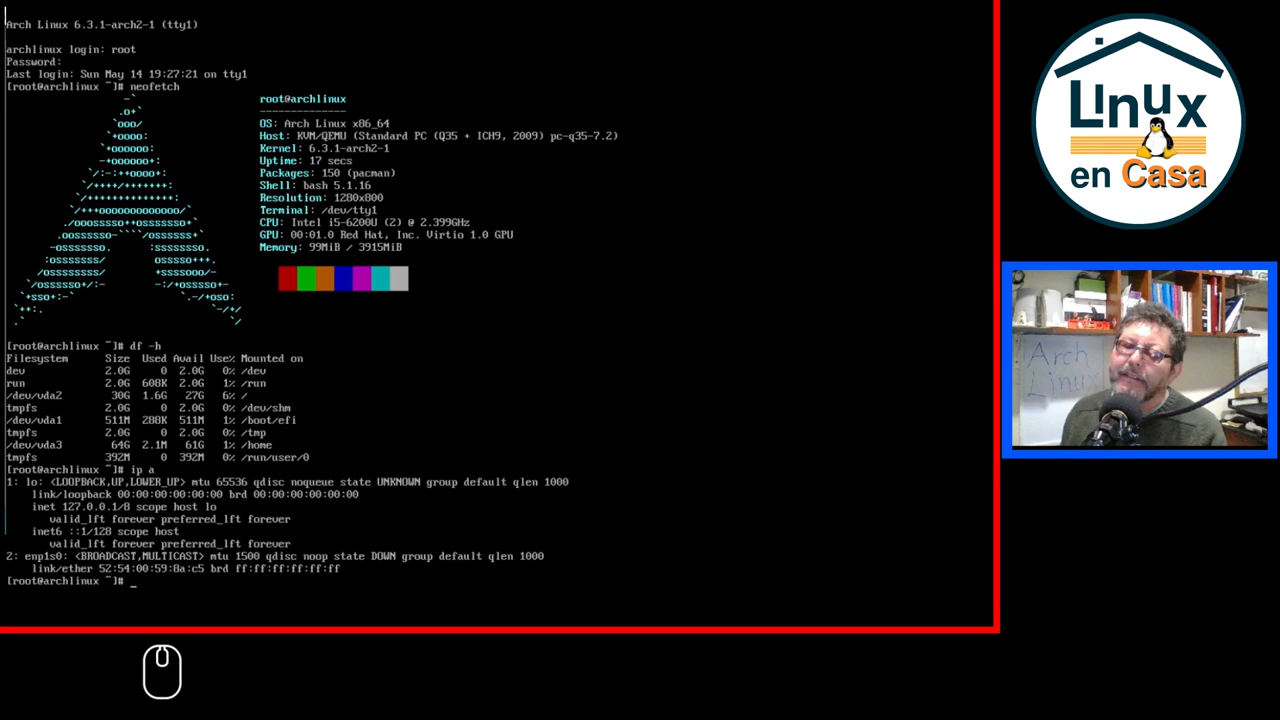 Arch Linux 6.3.1-arch2-1 (tty1)
archlinux login: root
Password:
Last login: Sun May 14 19:27:21 on tty1
[root@archlinux ~]# neofetch
root@archlinux
--------------
OS: Arch Linux x86_64
Host: KVM/QEMU (Standard PC (Q35 + ICH9, 2009) pc-q35-7.2)
Kernel: 6.3.1-arch2-1
Uptime: 17 secs
Packages: 150 (pacman)
Shell: bash 5.1.16
Resolution: 1280x800
Terminal: /dev/tty1
CPU: Intel i5-6200U (2) @ 2.399GHz
GPU: 00:01.0 Red Hat, Inc. Virtio 1.0 GPU
Memory: 99MiB / 3915MiB
[root@archlinux ~]# df -h
Filesystem Size Used Avail Use% Mounted on
dev 2.0G 0 2.0G 0% /dev
run 2.0G 608K 2.0G 1% /run
/dev/vda2 30G 1.6G 27G 6% /
tmpfs 2.0G 0 2.0G 0% /dev/shm
/dev/vda1 511M 288K 511M 1% /boot/efi
tmpfs 2.0G 0 2.0G 0% /tmp
/dev/vda3 64G 2.1M 61G 1% /home
tmpfs 392M 0 392M 0% /run/user/0
[root@archlinux ~]# ip a
1: lo: <LOOPBACK,UP,LOWER_UP> mtu 65536 qdisc noqueue state UNKNOWN group default qlen 1000
link/loopback 00:00:00:00:00:00 brd 00:00:00:00:00:00
inet 127.0.0.1/8 scope host lo
valid_lft forever preferred_lft forever
inet6 ::1/128 scope host
valid_lft forever preferred_lft forever
2: enp1s0: <BROADCAST,MULTICAST> mtu 1500 qdisc noop state DOWN group default qlen 1000
link/ether 52:54:00:59:8a:c5 brd ff:ff:ff:ff:ff:ff
[root@archlinux ~]# _
Linux
en Casa
Arch
Linux